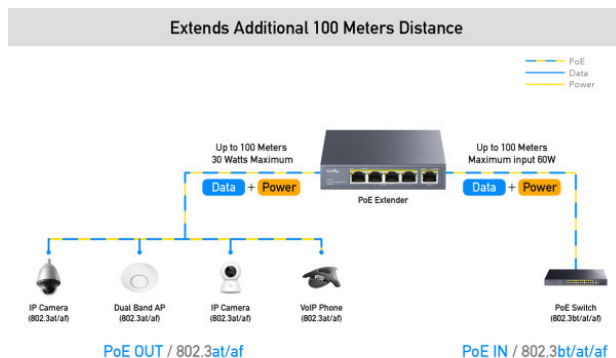 Extends Additional 100 Meters Distance
PoE
Data
Power
Up to 100 Meters
30 Watts Maximum
Data + Power
PoE Extender
Up to 100 Meters
Maximum input 60W
Data + Power
IP Camera
(802.3at/af)
Dual Band AP
(802.3at/af)
IP Camera
(802.3at/af)
VoIP Phone
(802.3at/af)
PoE Switch
(802.3bt/at/af)
PoE OUT / 802.3at/af
PoE IN / 802.3bt/at/af